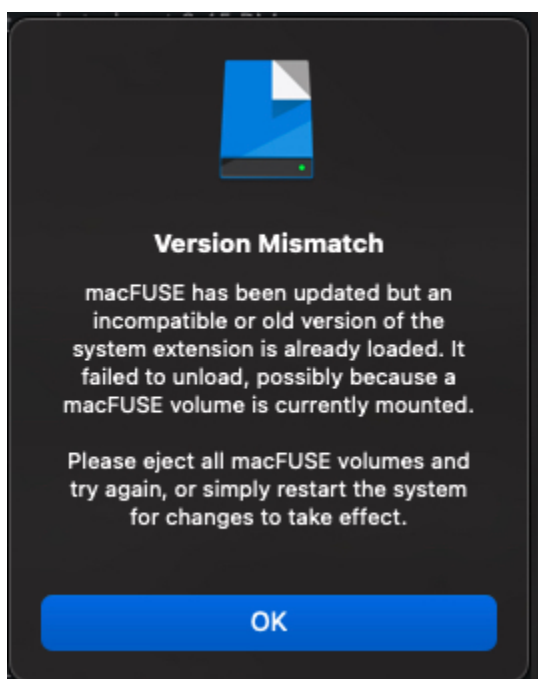 Version Mismatch
macFUSE has been updated but an
incompatible or old version of the
system extension is already loaded. It
failed to unload, possibly because a
macFUSE volume is currently mounted.
Please eject all macFUSE volumes and
try again, or simply restart the system
for changes to take effect.
OK